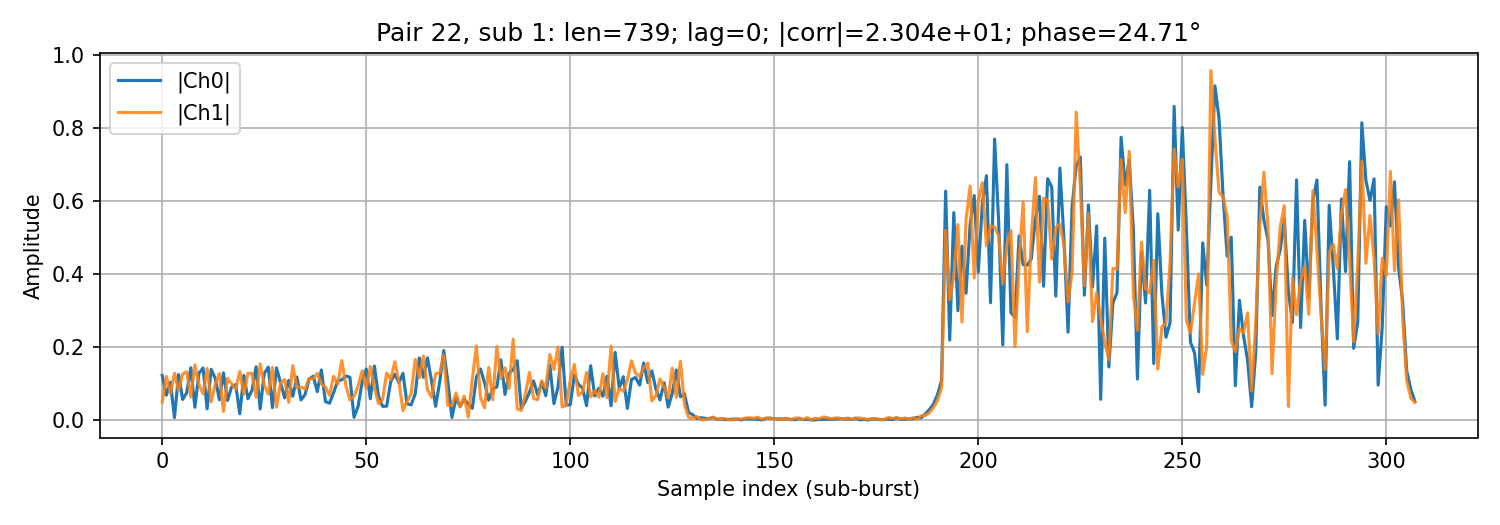 Pair 22, sub 1: len=739; lag=0; |corr|=2.304e+01; phase=24.71°
|Ch0|
|Ch1|
Amplitude
1.0
0.8
0.6
0.4
0.2
0.0
0 50 100 150 200 250 300
Sample index (sub-burst)